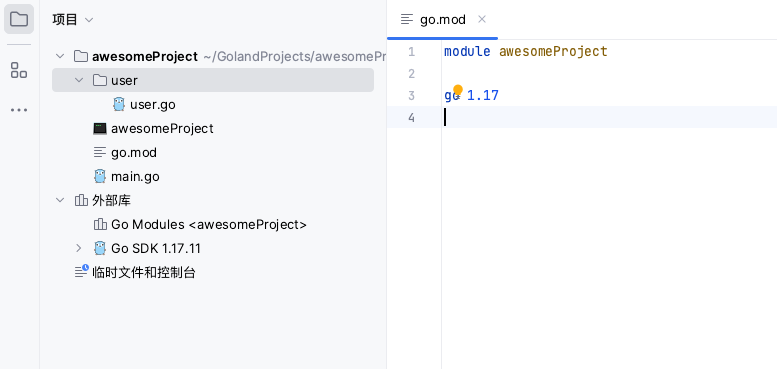 项目
awesomeProject ~/GolandProjects/awesomePr
user
user.go
awesomeProject
go.mod
main.go
外部库
Go Modules <awesomeProject>
Go SDK 1.17.11
临时文件和控制台
go.mod
1 module awesomeProject
2
3 go 1.17
4